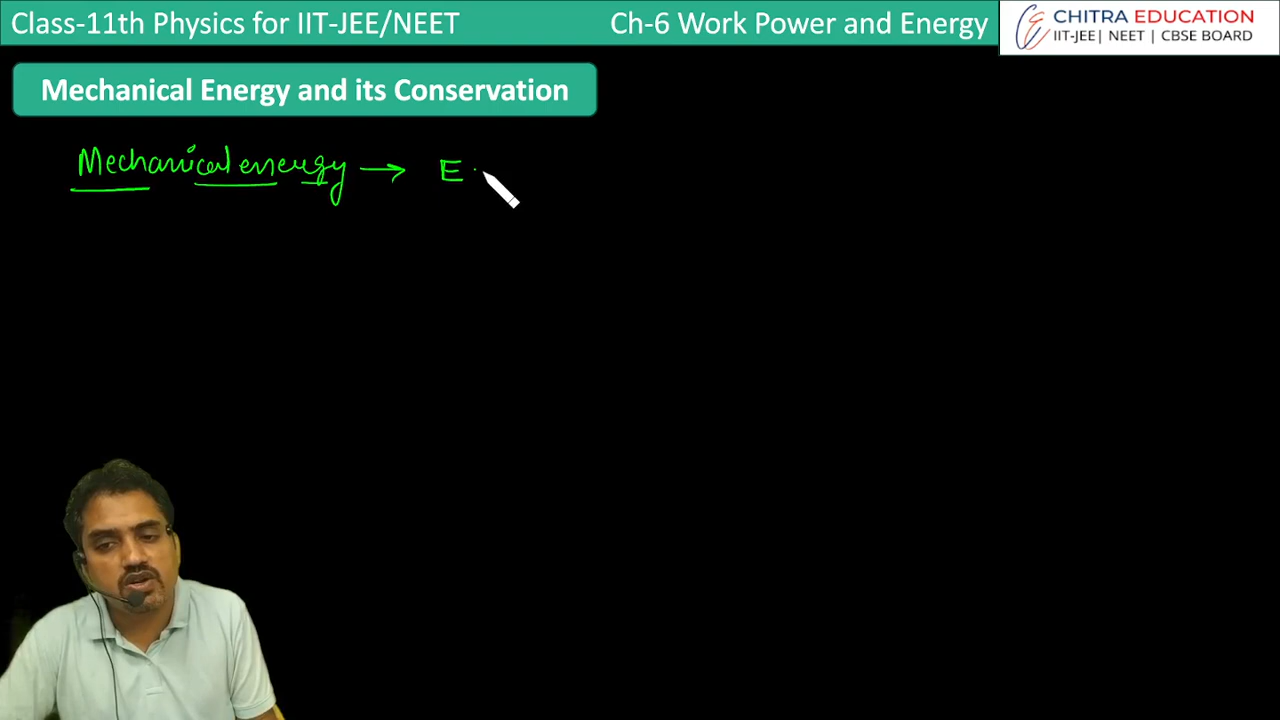 Class-11th Physics for IIT-JEE/NEET
Ch-6 Work Power and Energy
CHITRA EDUCATION
IIT-JEE| NEET | CBSE BOARD
Mechanical Energy and its Conservation
Mechanical energy → E